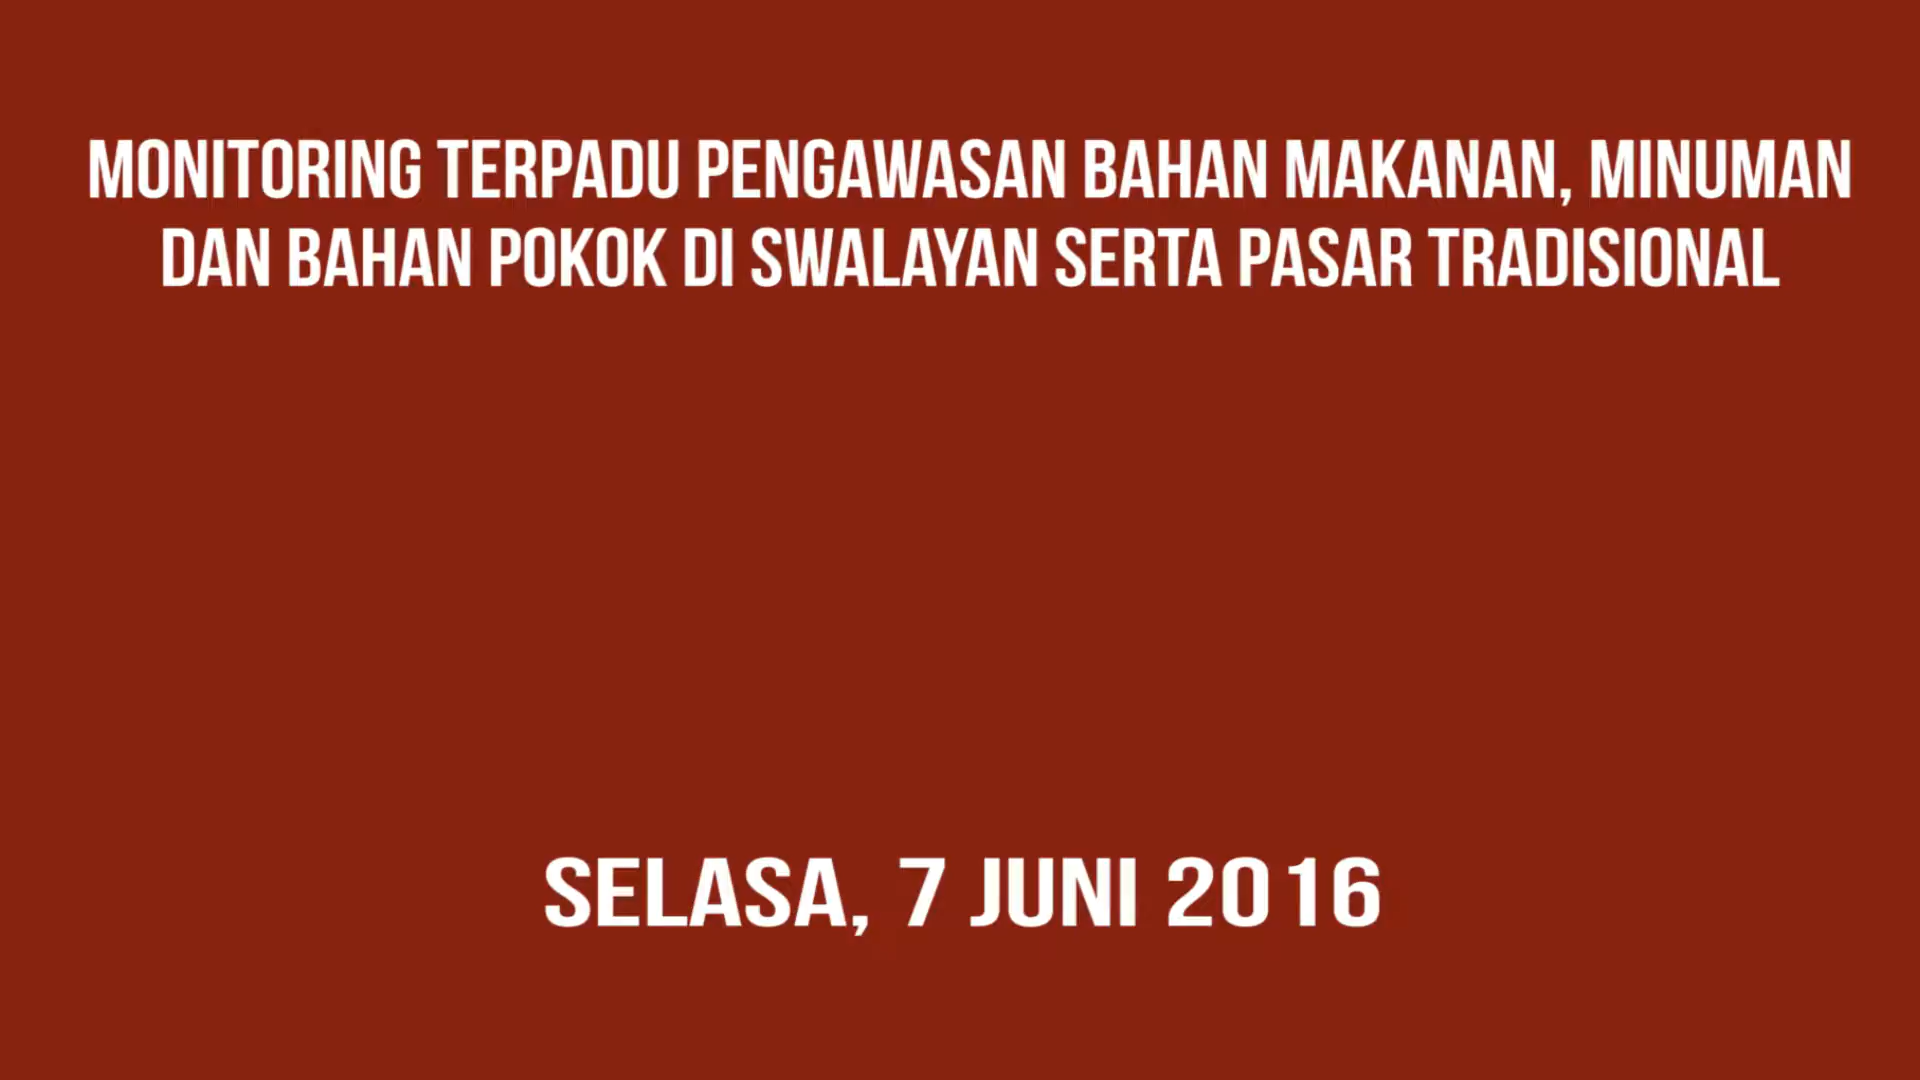 MONITORING TERPADU PENGAWASAN BAHAN MAKANAN, MINUMAN
DAN BAHAN POKOK DI SWALAYAN SERTA PASAR TRADISIONAL
SELASA, 7 JUNI 2016